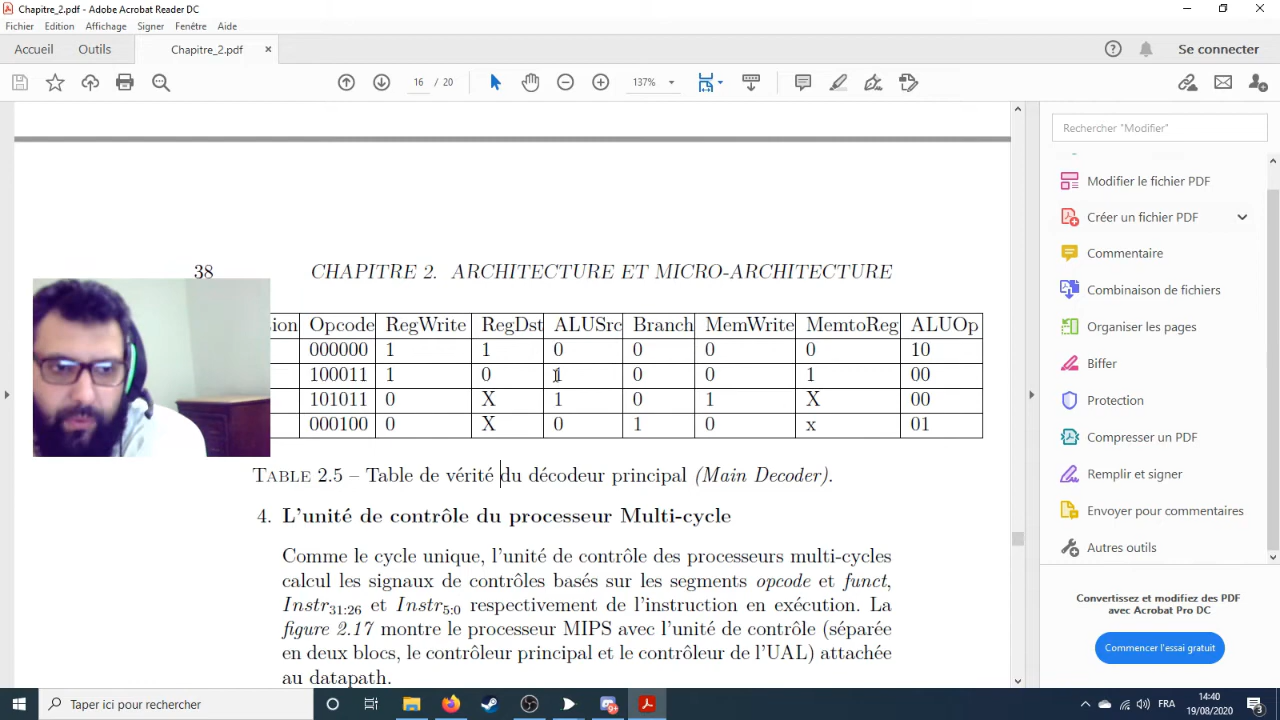 Chapitre_2.pdf - Adobe Acrobat Reader DC
Fichier Edition Affichage Signer Fenêtre Aide
Accueil Outils Chapitre_2.pdf × Se connecter
16 / 20 137%
Rechercher "Modifier"
Modifier le fichier PDF
Créer un fichier PDF
Commentaire
Combinaison de fichiers
Organiser les pages
Biffer
Protection
Compresser un PDF
Remplir et signer
Envoyer pour commentaires
Autres outils
Convertissez et modifiez des PDF
avec Acrobat Pro DC
Commencer l'essai gratuit
38 CHAPITRE 2. ARCHITECTURE ET MICRO-ARCHITECTURE
Opcode RegWrite RegDst ALUSrc Branch MemWrite MemtoReg ALUOp
000000 1 1 0 0 0 0 10
100011 1 0 1 0 0 1 00
101011 0 X 1 0 1 X 00
000100 0 X 0 1 0 x 01
TABLE 2.5 – Table de vérité du décodeur principal (Main Decoder).
4. L'unité de contrôle du processeur Multi-cycle
Comme le cycle unique, l'unité de contrôle des processeurs multi-cycles
calcul les signaux de contrôles basés sur les segments opcode et funct,
Instr31:26 et Instr5:0 respectivement de l'instruction en exécution. La
figure 2.17 montre le processeur MIPS avec l'unité de contrôle (séparée
en deux blocs, le contrôleur principal et le contrôleur de l'UAL) attachée
au datapath.
Taper ici pour rechercher
FRA
14:40
19/08/2020
3